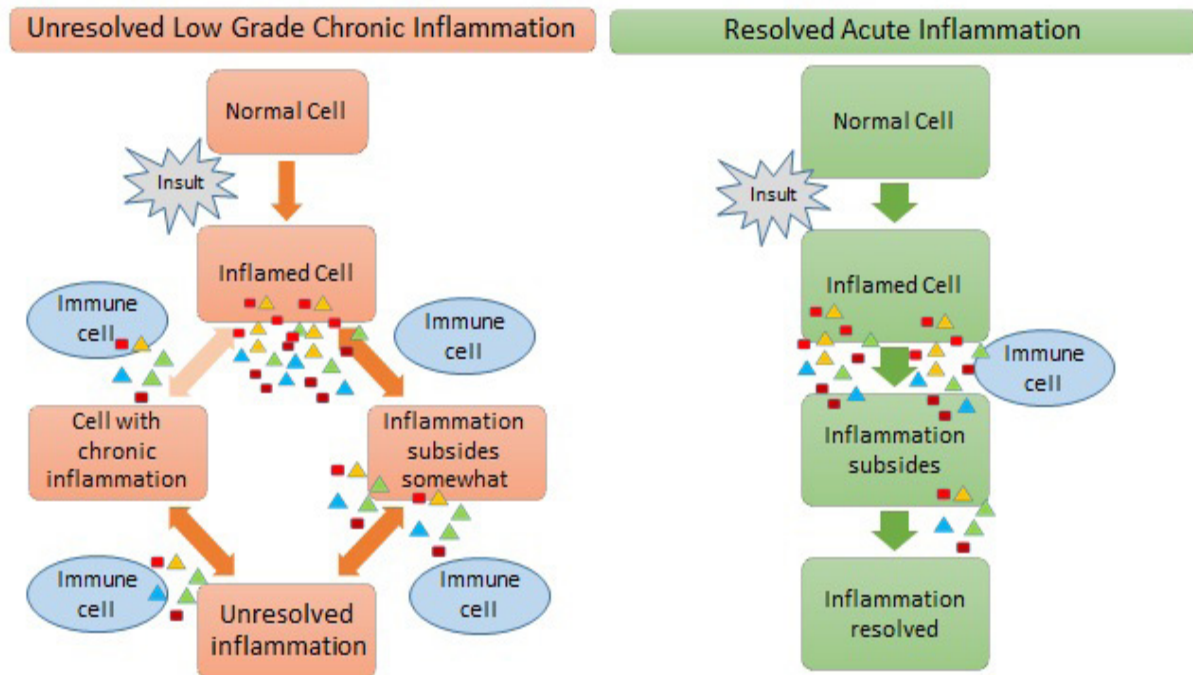 Unresolved Low Grade Chronic Inflammation
Normal Cell
Insult
Inflamed Cell
Immune
cell
Immune
cell
Cell with
chronic
inflammation
Inflammation
subsides
somewhat
Immune
cell
Immune
cell
Unresolved
inflammation
Resolved Acute Inflammation
Normal Cell
Insult
Inflamed Cell
Immune
cell
Inflammation
subsides
Inflammation
resolved